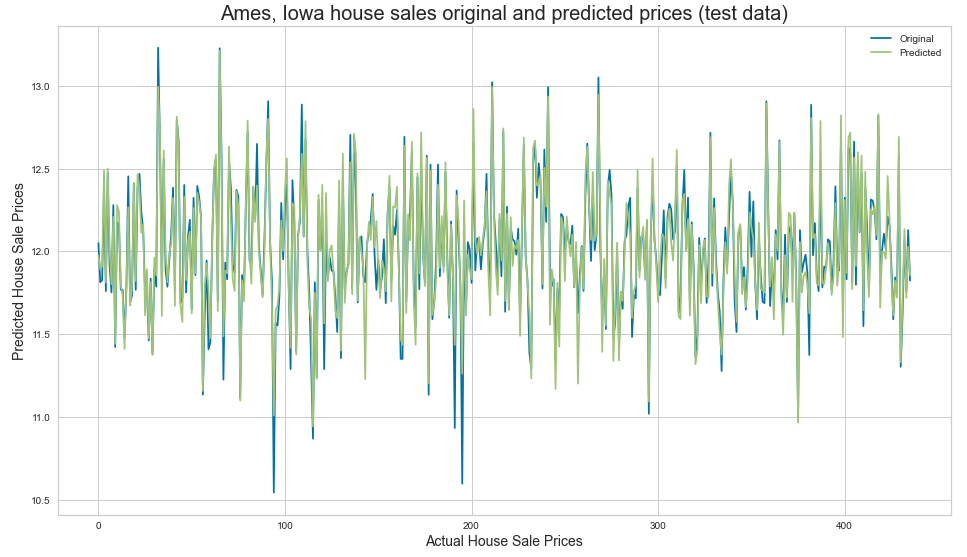 Ames, Iowa house sales original and predicted prices (test data)
Original
Predicted
Predicted House Sale Prices
13.0
12.5
12.0
11.5
11.0
10.5
0
100
200
300
400
Actual House Sale Prices